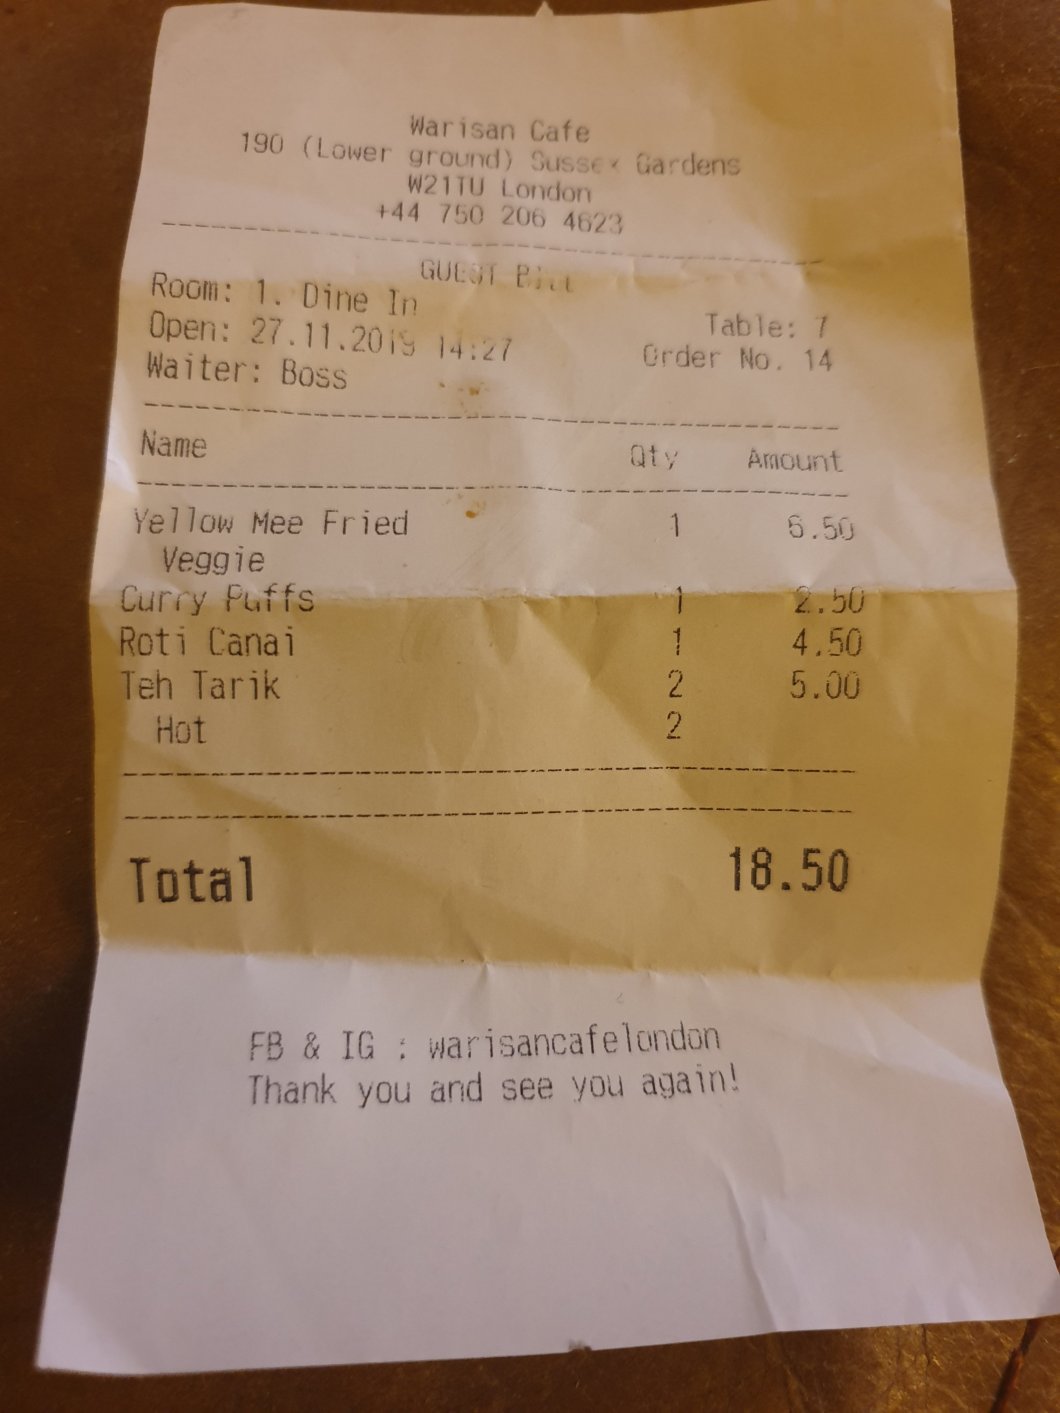 Warisan Cafe
190 (Lower ground) Sussex Gardens
W21TU London
+44 750 206 4623
GUEST Bill
Room: 1. Dine In
Table: 7
Open: 27.11.2019 14:27
Order No. 14
Waiter: Boss
Name Qty Amount
Yellow Mee Fried 1 6.50
Veggie
Curry Puffs 1 2.50
Roti Canai 1 4.50
Teh Tarik 2 5.00
Hot 2
Total 18.50
FB & IG : warisancafelondon
Thank you and see you again!